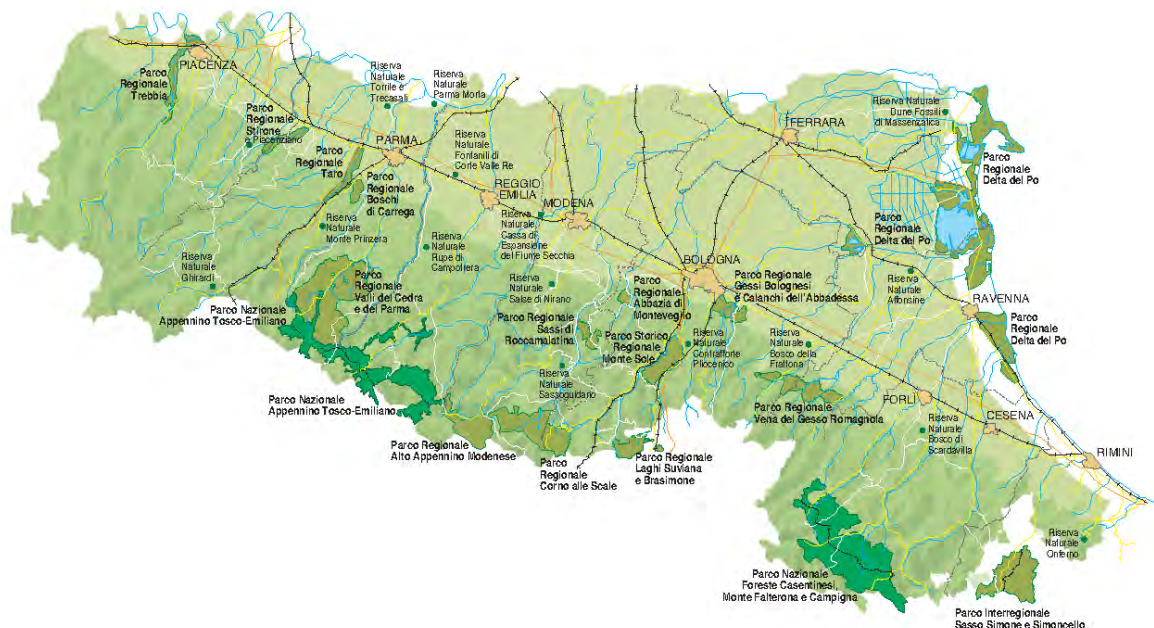 PIACENZA
Parco
Regionale
Trebbia
Riserva
Naturale
Torrile e
Trecasali
Riserva
Naturale
Parma Morta
Parco
Regionale
Stirone
Piacenziano
PARMA
Parco
Regionale
Taro
Parco
Regionale
Boschi
di Carrega
Riserva
Naturale
Fontanili di
Corte Valle Re
REGGIO
EMILIA
MODENA
Riserva
Naturale
Cassa di
Espansione
del Fiume Secchia
Riserva
Naturale
Monte Prinzera
Riserva
Naturale
Rupe di
Campotrera
Riserva
Naturale
Ghirardi
Parco
Regionale
Valli del Cedra
e del Parma
Parco Nazionale
Appennino Tosco-Emiliano
Parco Nazionale
Appennino Tosco-Emiliano
Riserva
Naturale
Salse di Nirano
Parco Regionale
Sassi di
Roccamalatina
Riserva
Naturale
Sassoguidano
Parco Regionale
Alto Appennino Modenese
Parco
Regionale
Corno alle Scale
Parco Regionale
Laghi Suviana
e Brasimone
BOLOGNA
Parco
Regionale
Abbazia di
Monteveglio
Parco Storico
Regionale
Monte Sole
Parco Regionale
Gessi Bolognesi
e Calanchi dell'Abbadessa
Riserva
Naturale
Contrafforte
Pliocenico
Riserva
Naturale
Bosco della
Frattona
Parco Regionale
Vena del Gesso Romagnola
FERRARA
Riserva Naturale
Dune Fossili
di Massenzatica
Parco
Regionale
Delta del Po
Parco
Regionale
Delta del Po
Riserva
Naturale
Alfonsine
RAVENNA
Parco
Regionale
Delta del Po
FORLI'
CESENA
Riserva
Naturale
Bosco di
Scardavilla
RIMINI
Riserva
Naturale
Onferno
Parco Nazionale
Foreste Casentinesi,
Monte Falterona e Campigna
Parco Interregionale
Sasso Simone e Simoncello